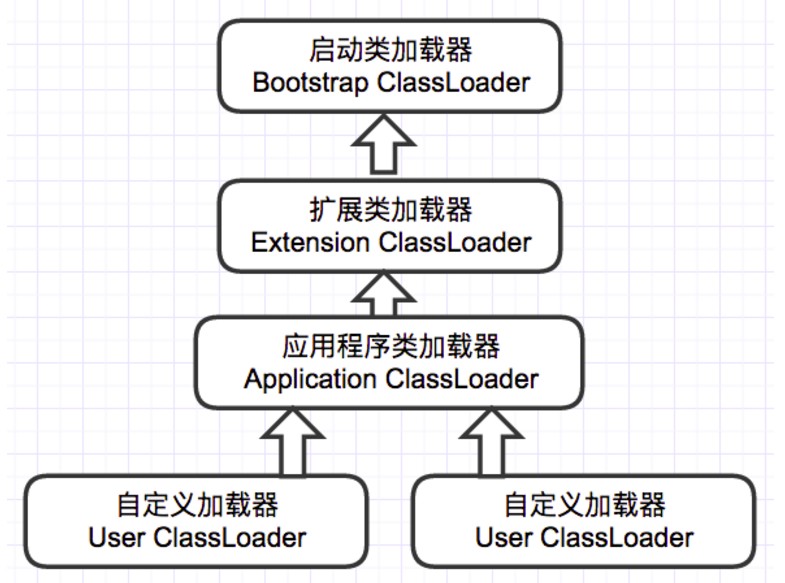 启动类加载器
Bootstrap ClassLoader
扩展类加载器
Extension ClassLoader
应用程序类加载器
Application ClassLoader
自定义加载器
User ClassLoader
自定义加载器
User ClassLoader